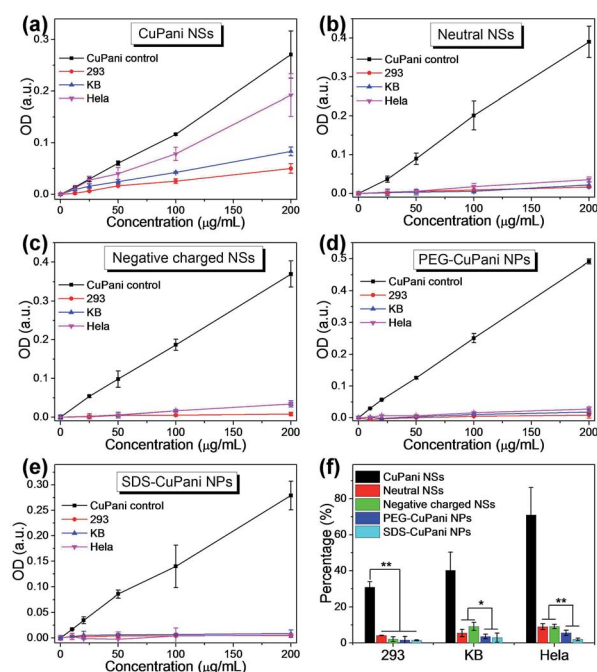 (a)
CuPani NSs
CuPani control
293
KB
Hela
OD (a.u.)
0.3
0.2
0.1
0.0
0 50 100 150 200
Concentration (μg/mL)
(b)
Neutral NSs
CuPani control
293
KB
Hela
OD (a.u.)
0.4
0.3
0.2
0.1
0.0
0 50 100 150 200
Concentration (μg/mL)
(c)
Negative charged NSs
CuPani control
293
KB
Hela
OD (a.u.)
0.4
0.3
0.2
0.1
0.0
0 50 100 150 200
Concentration (μg/mL)
(d)
PEG-CuPani NPs
CuPani control
293
KB
Hela
OD (a.u.)
0.5
0.4
0.3
0.2
0.1
0.0
0 50 100 150 200
Concentration (μg/mL)
(e)
SDS-CuPani NPs
CuPani control
293
KB
Hela
OD (a.u.)
0.30
0.25
0.20
0.15
0.10
0.05
0.00
0 50 100 150 200
Concentration (μg/mL)
(f)
CuPani NSs
Neutral NSs
Negative charged NSs
PEG-CuPani NPs
SDS-CuPani NPs
Percentage (%)
80
60
40
20
0
**
*
**
293 KB Hela